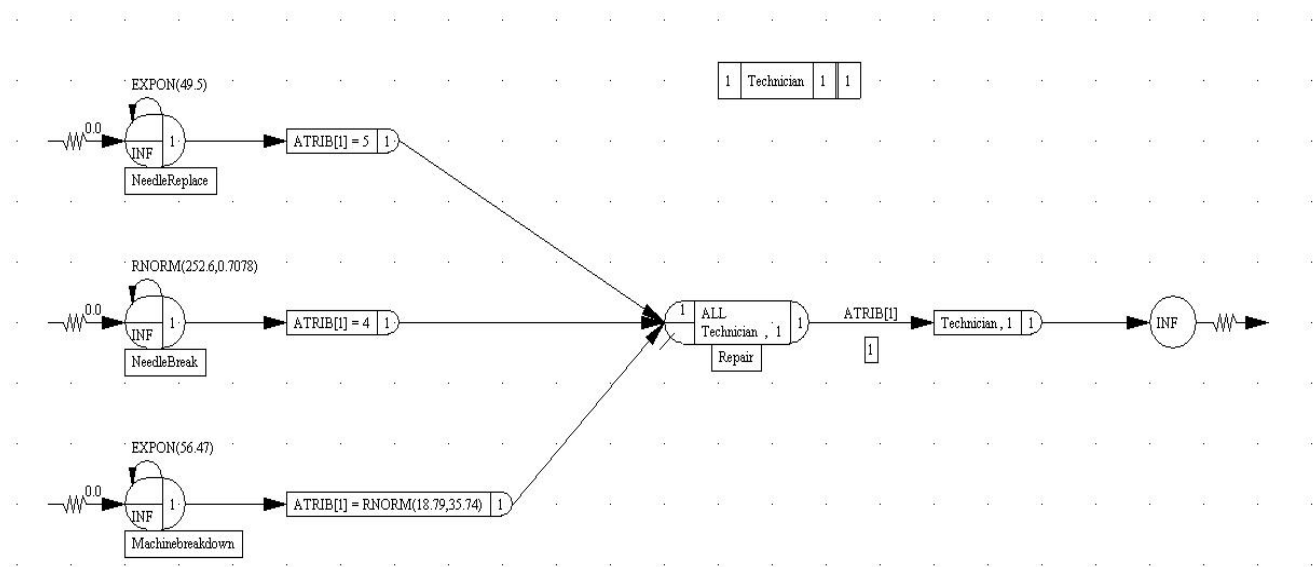 EXPON(49.5)
1 Technician 1 1
0.0
1
INF
ATRIB[1] = 5 1
NeedleReplace
RNORM(252.6,0.7078)
0.0
1
INF
ATRIB[1] = 4 1
NeedleBreak
1 ALL
Technician , 1 1
Repair
ATRIB[1]
1
Technician , 1 1
INF
EXPON(56.47)
0.0
1
INF
ATRIB[1] = RNORM(18.79,35.74) 1
Machinebreakdown